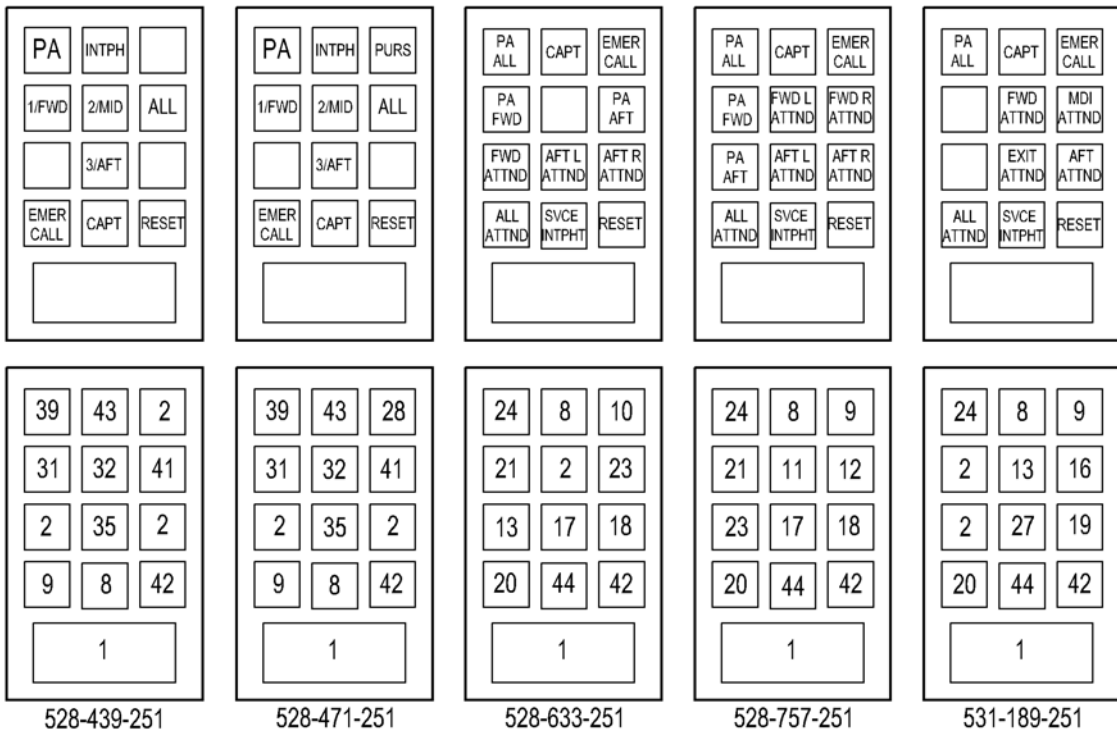 PA INTPH
1/FWD 2/MID ALL
3/AFT
EMER
CALL CAPT RESET
PA INTPH PURS
1/FWD 2/MID ALL
3/AFT
EMER
CALL CAPT RESET
PA
ALL CAPT EMER
CALL
PA
FWD PA
AFT
FWD
ATTND AFT L
ATTND AFT R
ATTND
ALL
ATTND SVCE
INTPHT RESET
PA
ALL CAPT EMER
CALL
PA
FWD FWD L
ATTND FWD R
ATTND
PA
AFT AFT L
ATTND AFT R
ATTND
ALL
ATTND SVCE
INTPHT RESET
PA
ALL CAPT EMER
CALL
FWD
ATTND MDI
ATTND
EXIT
ATTND AFT
ATTND
ALL
ATTND SVCE
INTPHT RESET
39 43 2
31 32 41
2 35 2
9 8 42
1
528-439-251
39 43 28
31 32 41
2 35 2
9 8 42
1
528-471-251
24 8 10
21 2 23
13 17 18
20 44 42
1
528-633-251
24 8 9
21 11 12
23 17 18
20 44 42
1
528-757-251
24 8 9
2 13 16
2 27 19
20 44 42
1
531-189-251